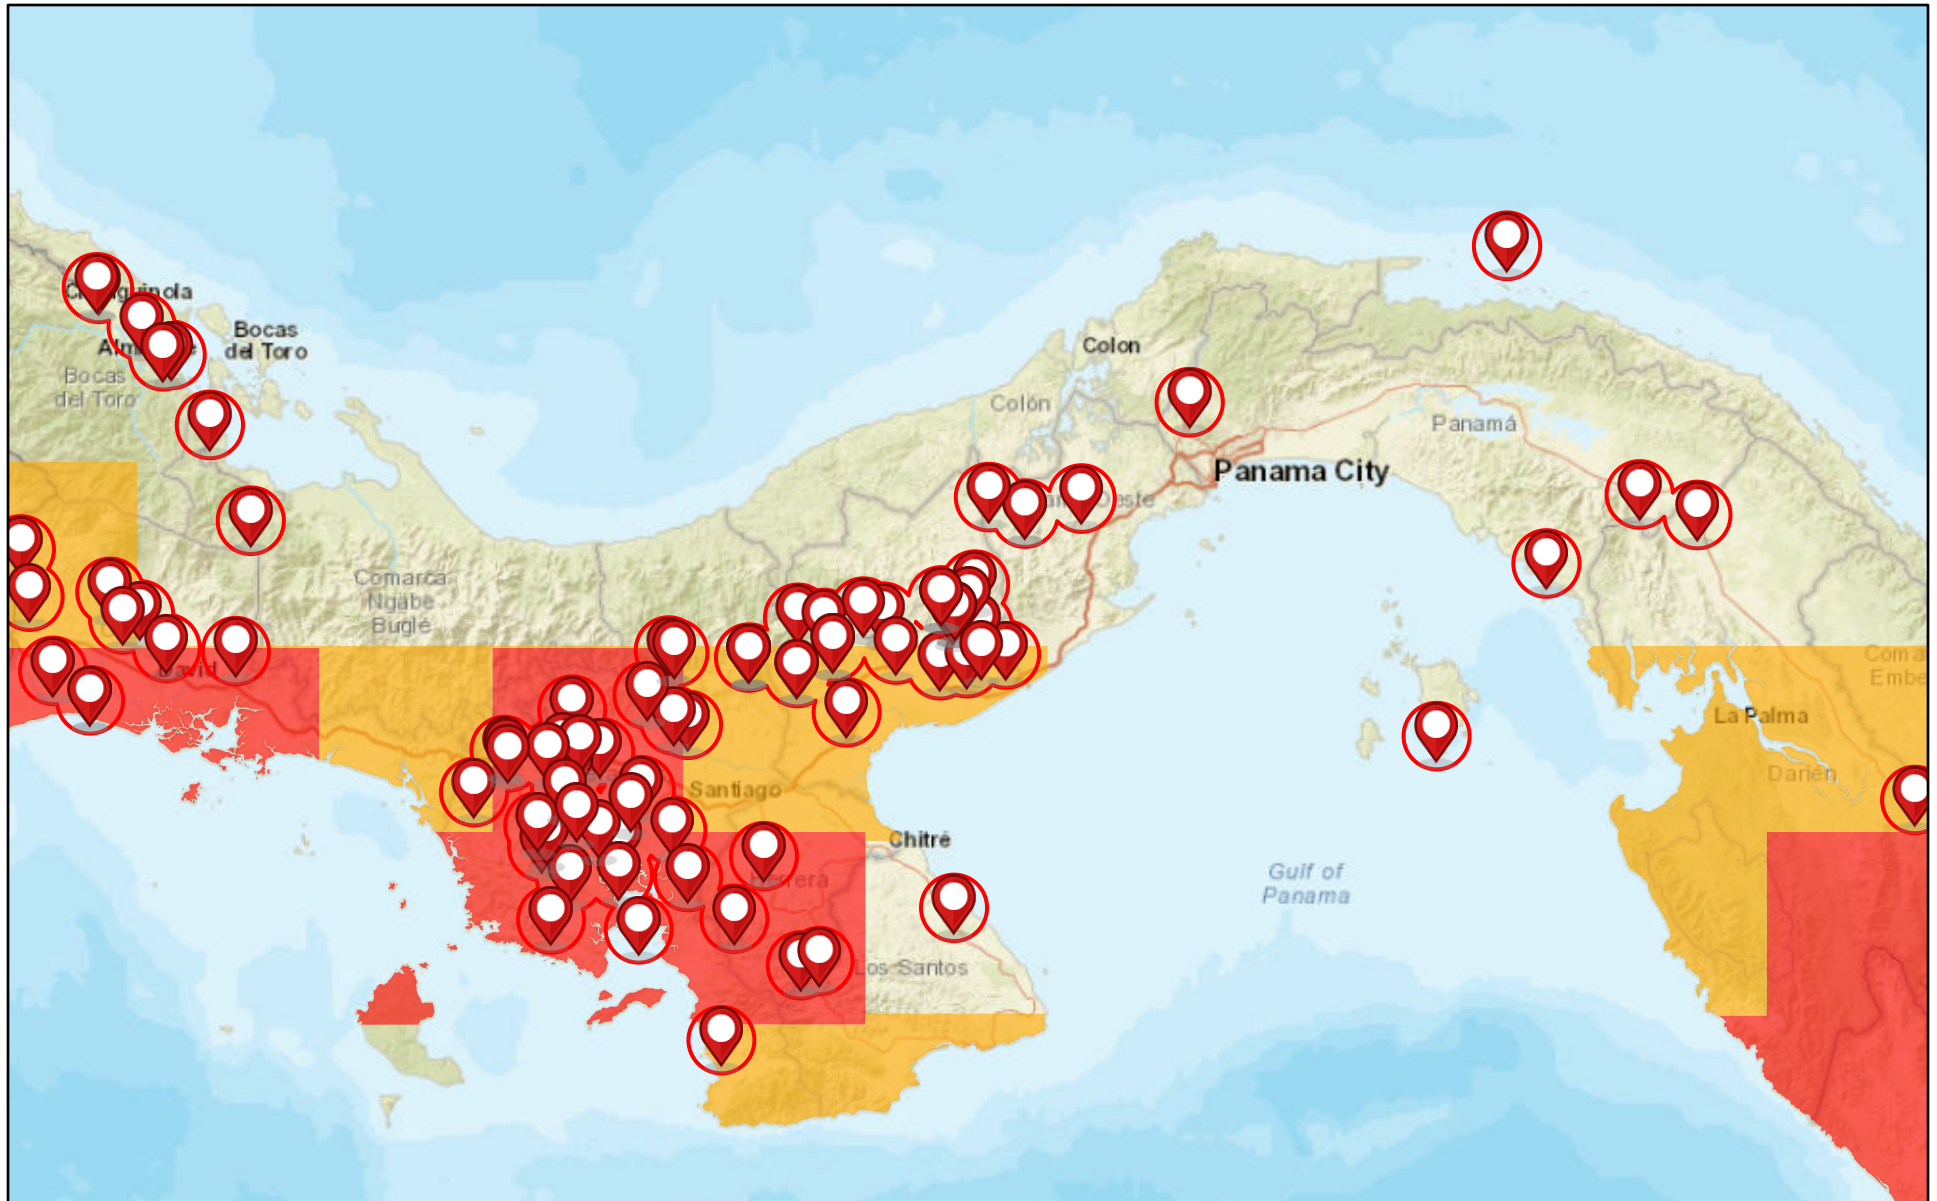 Bocas
del Toro
Bocas
del Toro
Colon
Colón
Panamá
Panama City
Comarca
Ngäbe
Buglé
David
La Palma
Darién
Santiago
Chitré
Gulf of
Panama
Los Santos